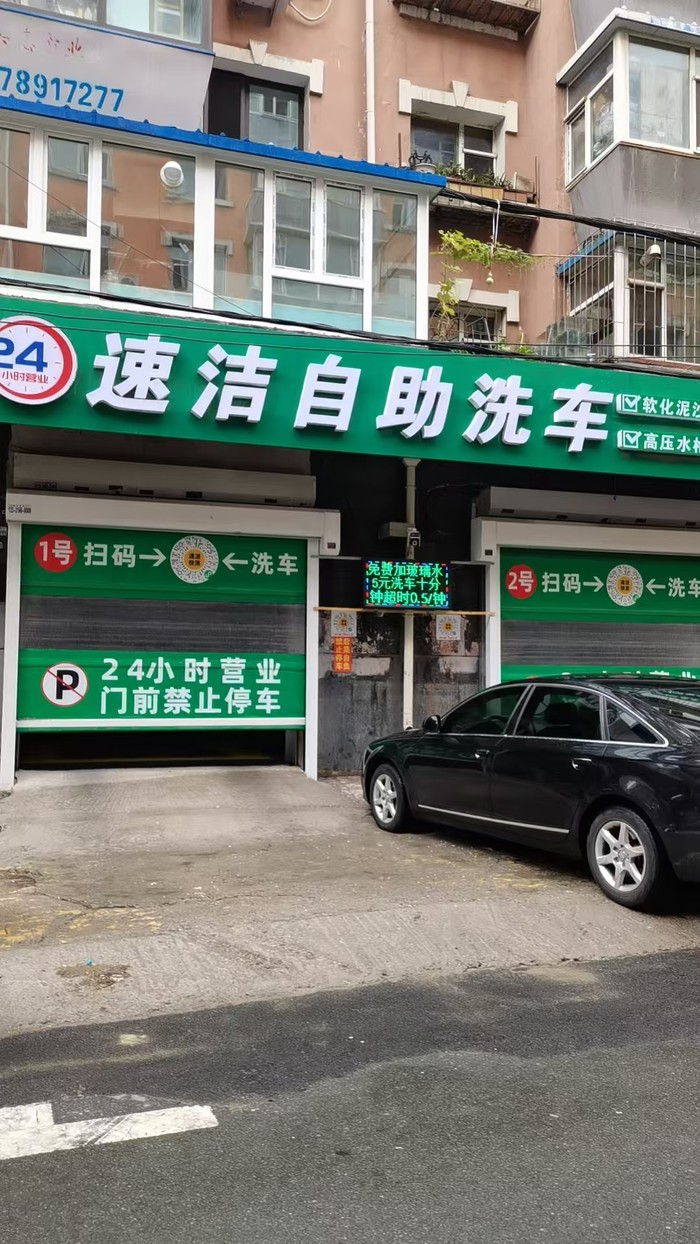 78917277
24
小时营业
速洁自助洗车
软化泥沙
高压水枪
1号 扫码→ ←洗车
免费加玻璃水
5元洗车十分
钟超时0.5/钟
2号 扫码→ ←洗车
P 24小时营业
门前禁止停车